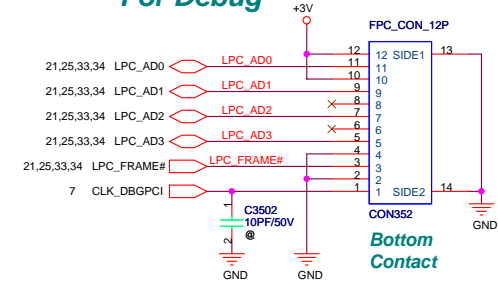 For Debug
+3V
FPC_CON_12P
12 12 SIDE1 13
21,25,33,34 LPC_AD0 LPC_AD0 11 11
10 10
21,25,33,34 LPC_AD1 LPC_AD1 9 9
8 8
21,25,33,34 LPC_AD2 LPC_AD2 7 7
6 6
21,25,33,34 LPC_AD3 LPC_AD3 5 5
4 4
21,25,33,34 LPC_FRAME# LPC_FRAME# 3 3
2 2
7 CLK_DBGPCI 1 1 SIDE2 14
1 C3502 CON352
10PF/50V
@
2
GND
Bottom
Contact
GND GND